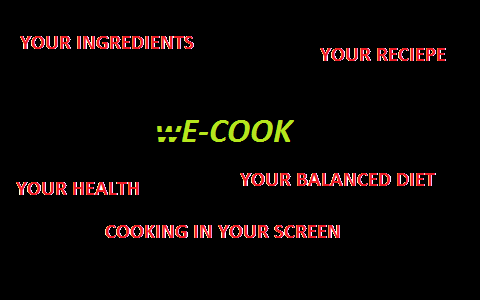 YOUR INGREDIENTS
YOUR RECIEPE
wE-COOK
YOUR BALANCED DIET
YOUR HEALTH
COOKING IN YOUR SCREEN